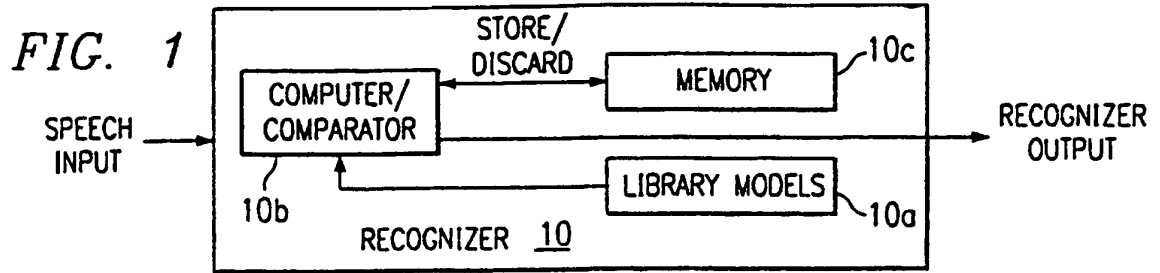 FIG. 1
SPEECH
INPUT
COMPUTER/
COMPARATOR
10b
STORE/
DISCARD
MEMORY
10c
LIBRARY MODELS
10a
RECOGNIZER 10
RECOGNIZER
OUTPUT